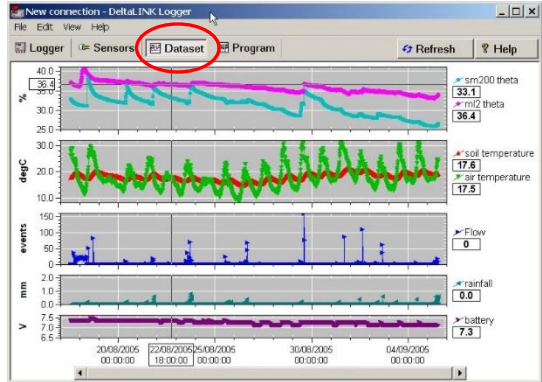 New connection - DeltaLINK Logger
File Edit View Help
Logger Sensors Dataset Program Refresh Help
%
40.0
36.4
35.0
30.0
25.0
sm200 theta
33.1
ml2 theta
36.4
degC
30.0
20.0
10.0
soil temperature
17.6
air temperature
17.5
events
150
100
50
0
Flow
0
mm
2.0
1.0
0.0
rainfall
0.0
V
7.5
7.0
6.5
battery
7.3
20/08/2005 22/08/2005 25/08/2005 30/08/2005 04/09/2005
00:00:00 18:00:00 00:00:00 00:00:00 00:00:00